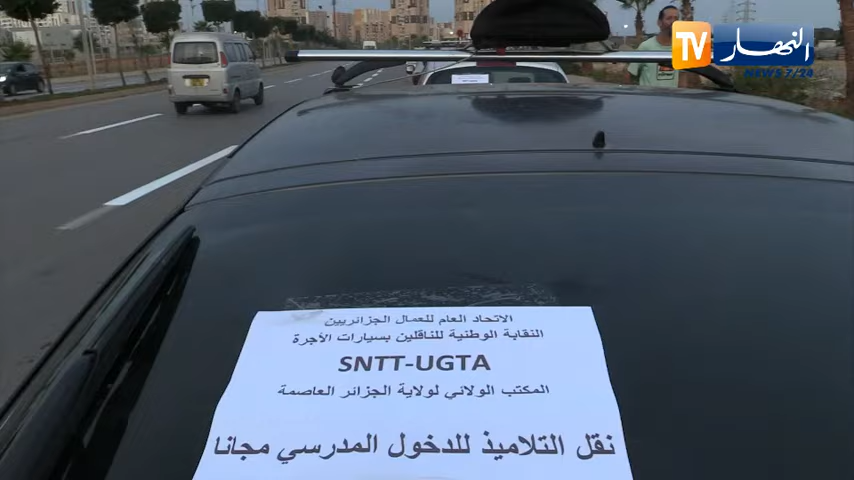 TV النهار
NEWS 7/24
الاتحاد العام للعمال الجزائريين
النقابة الوطنية للناقلين بسيارات الأجرة
SNTT-UGTA
المكتب الولائي لولاية الجزائر العاصمة
نقل التلاميذ للدخول المدرسي مجانا